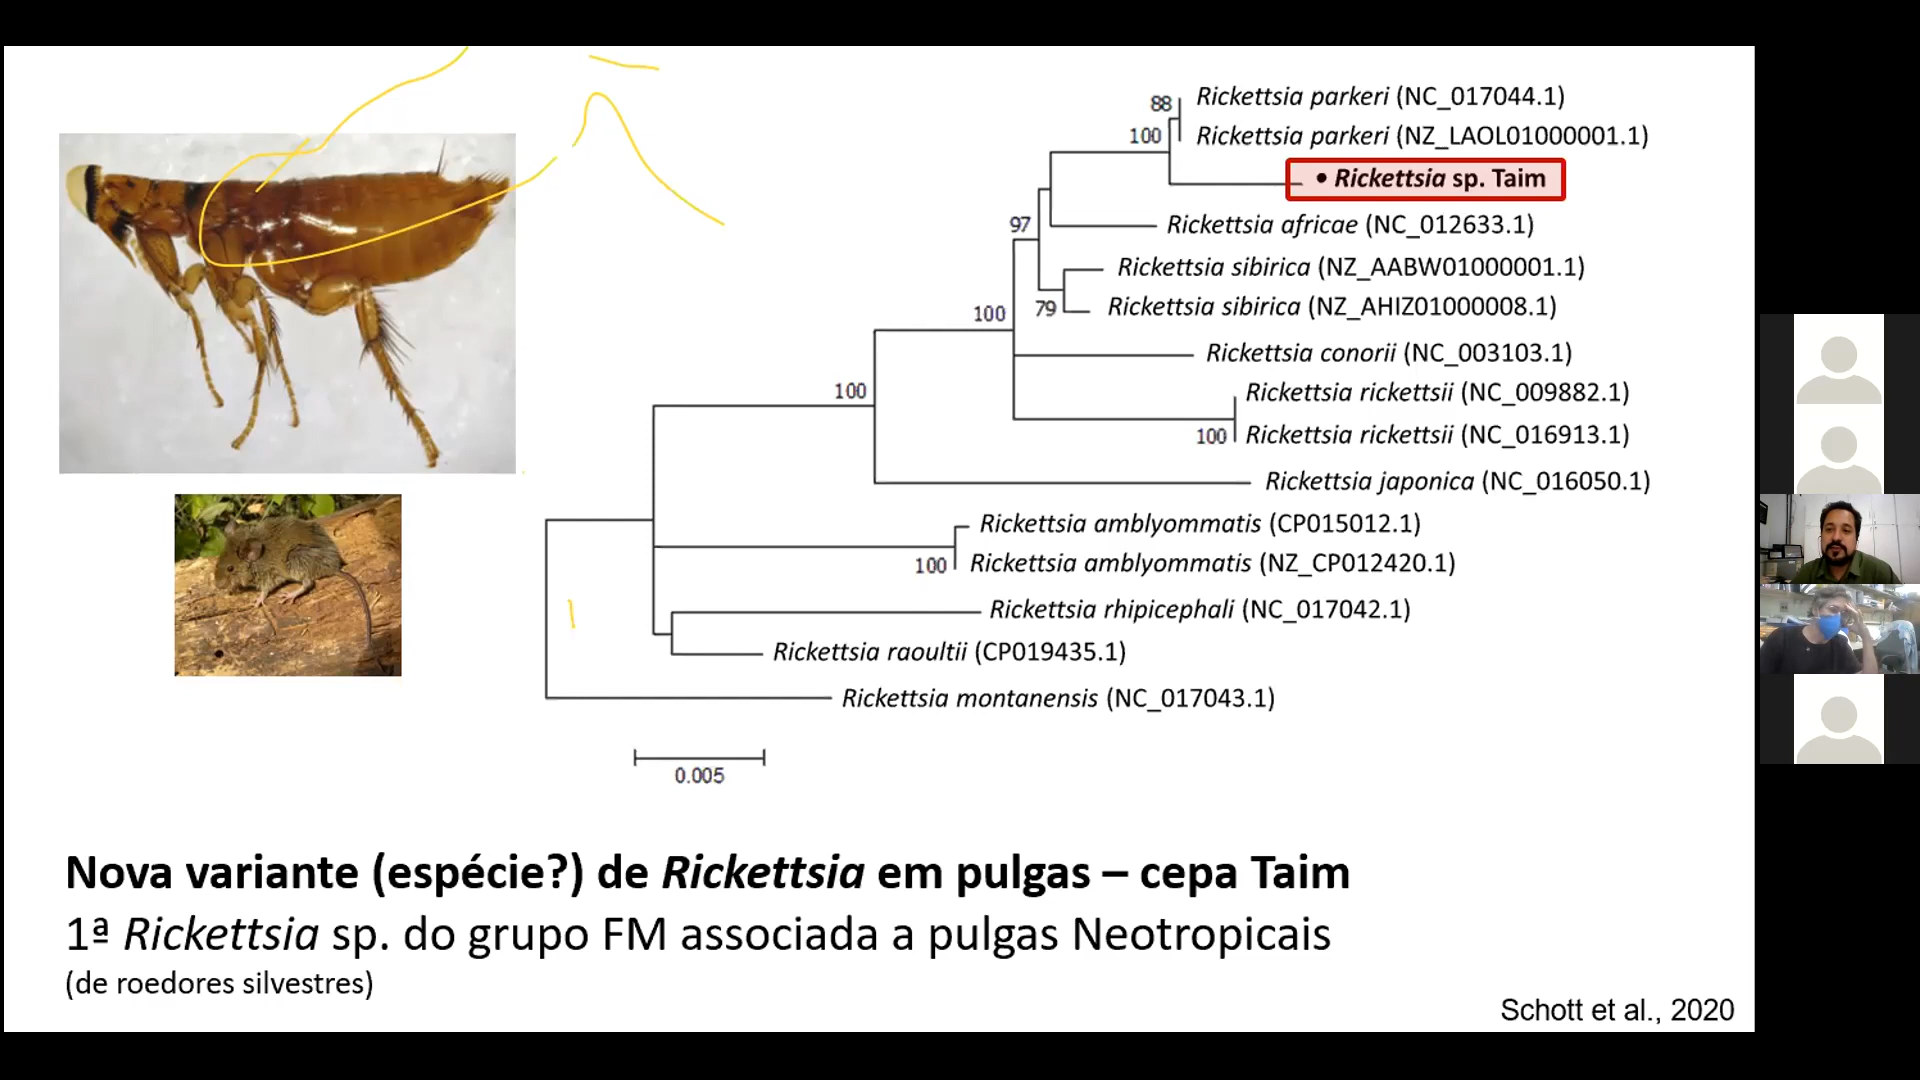 88
Rickettsia parkeri (NC_017044.1)
100
Rickettsia parkeri (NZ_LAOL01000001.1)
• Rickettsia sp. Taim
97
Rickettsia africae (NC_012633.1)
Rickettsia sibirica (NZ_AABW01000001.1)
79
Rickettsia sibirica (NZ_AHIZ01000008.1)
100
Rickettsia conorii (NC_003103.1)
100
Rickettsia rickettsii (NC_009882.1)
100
Rickettsia rickettsii (NC_016913.1)
Rickettsia japonica (NC_016050.1)
Rickettsia amblyommatis (CP015012.1)
100
Rickettsia amblyommatis (NZ_CP012420.1)
Rickettsia rhipicephali (NC_017042.1)
Rickettsia raoultii (CP019435.1)
Rickettsia montanensis (NC_017043.1)
0.005
Nova variante (espécie?) de Rickettsia em pulgas – cepa Taim
1ª Rickettsia sp. do grupo FM associada a pulgas Neotropicais
(de roedores silvestres)
Schott et al., 2020